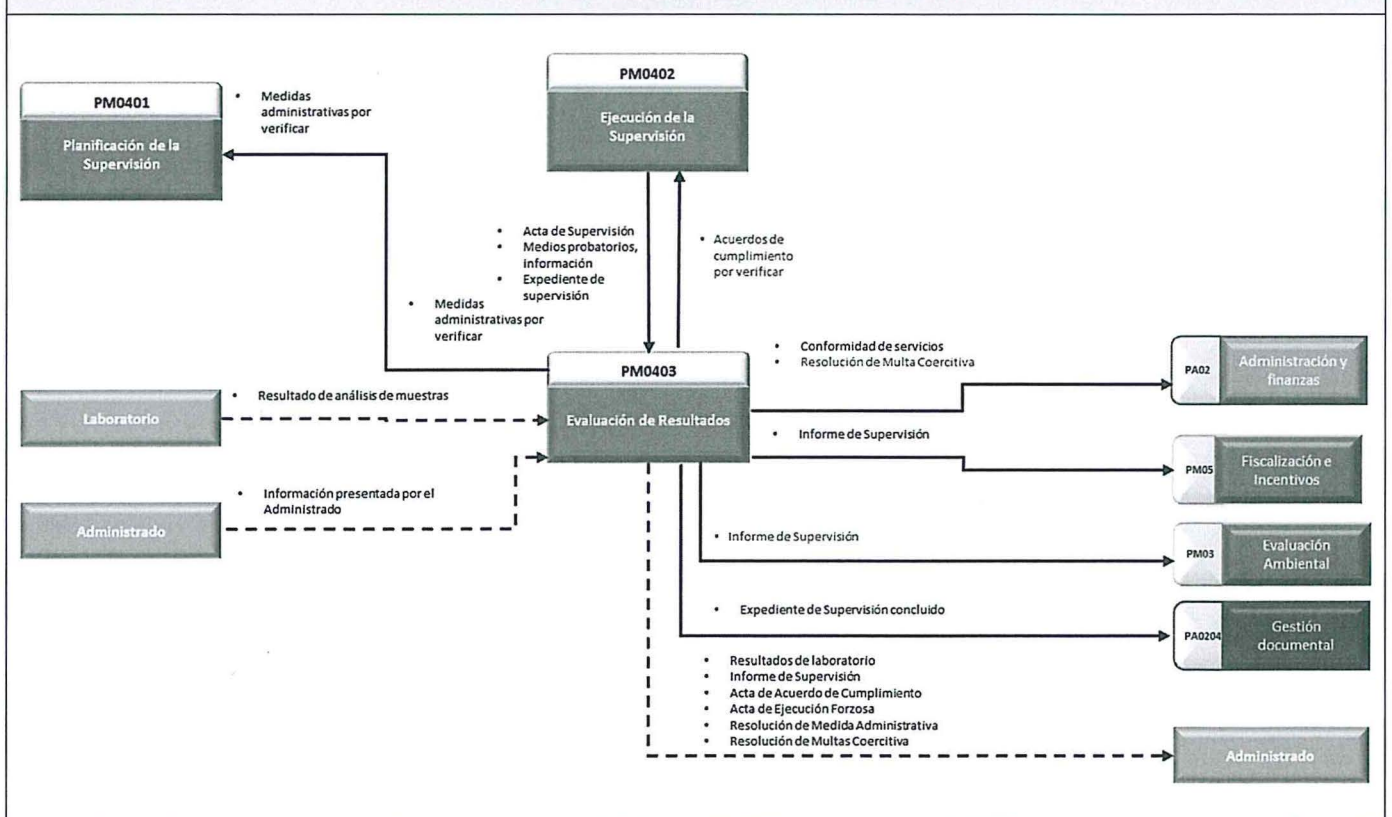 PM0401
Planificación de la
Supervisión
• Medidas
administrativas por
verificar
PM0402
Ejecución de la
Supervisión
• Acta de Supervisión
• Medios probatorios,
información
• Expediente de
supervisión
• Acuerdos de
cumplimiento
por verificar
• Medidas
administrativas por
verificar
PM0403
Evaluación de Resultados
Laboratorio
• Resultado de análisis de muestras
Administrado
• Información presentada por el
Administrado
• Conformidad de servicios
• Resolución de Multa Coercitiva
PA02
Administración y
finanzas
• Informe de Supervisión
PM05
Fiscalización e
Incentivos
• Informe de Supervisión
PM03
Evaluación
Ambiental
• Expediente de Supervisión concluido
PA0204
Gestión
documental
• Resultados de laboratorio
• Informe de Supervisión
• Acta de Acuerdo de Cumplimiento
• Acta de Ejecución Forzosa
• Resolución de Medida Administrativa
• Resolución de Multas Coercitiva
Administrado